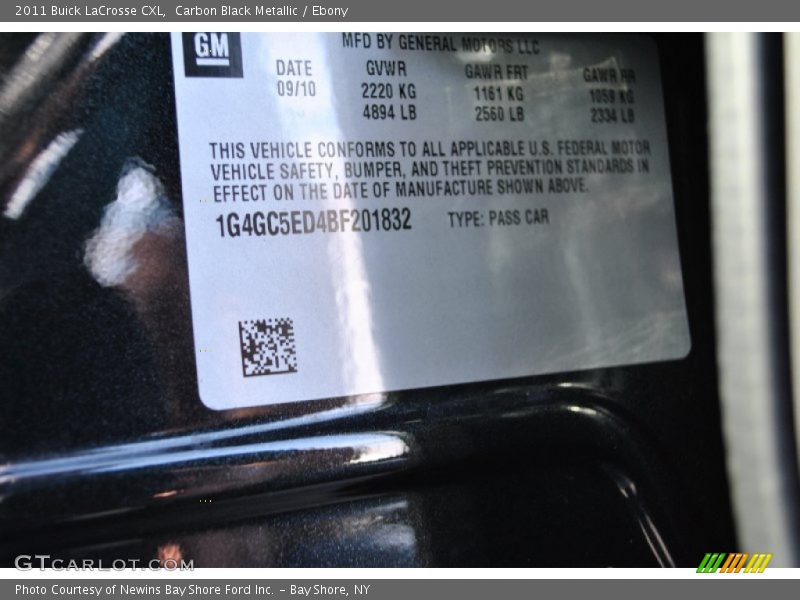 2011 Buick LaCrosse CXL, Carbon Black Metallic / Ebony
GM
MFD BY GENERAL MOTORS LLC
DATE GVWR GAWR FRT GAWR RR
09/10 2220 KG 1161 KG 1059 KG
4894 LB 2560 LB 2334 LB
THIS VEHICLE CONFORMS TO ALL APPLICABLE U.S. FEDERAL MOTOR
VEHICLE SAFETY, BUMPER, AND THEFT PREVENTION STANDARDS IN
EFFECT ON THE DATE OF MANUFACTURE SHOWN ABOVE.
1G4GC5ED4BF201832 TYPE: PASS CAR
GTCARLOT.COM
Photo Courtesy of Newins Bay Shore Ford Inc. - Bay Shore, NY